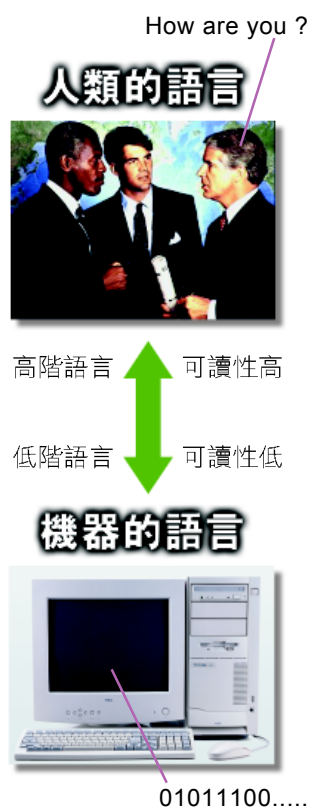 How are you ?
人類的語言
高階語言 可讀性高
低階語言 可讀性低
機器的語言
01011100.....